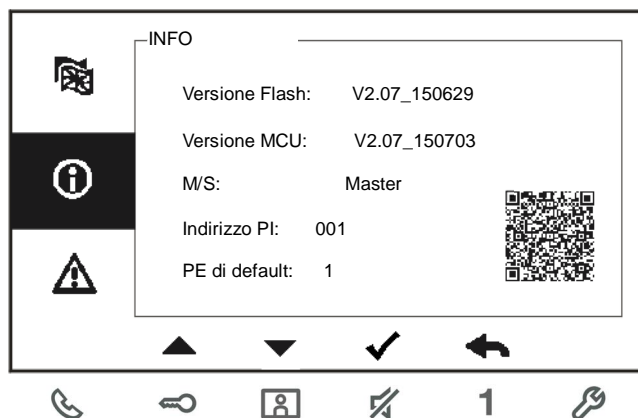 INFO
Versione Flash: V2.07_150629
Versione MCU: V2.07_150703
M/S: Master
Indirizzo PI: 001
PE di default: 1
1